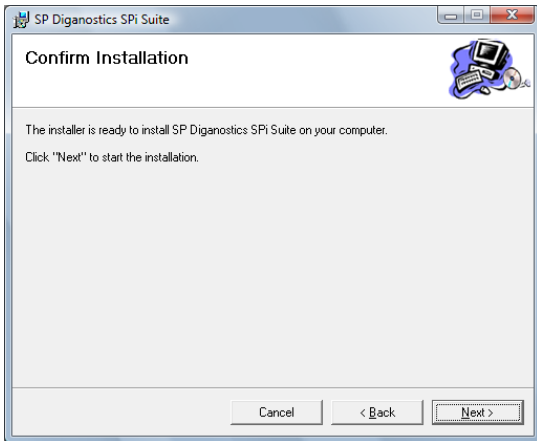 SP Diganostics SPi Suite
Confirm Installation
The installer is ready to install SP Diganostics SPi Suite on your computer.
Click "Next" to start the installation.
Cancel
< Back
Next >